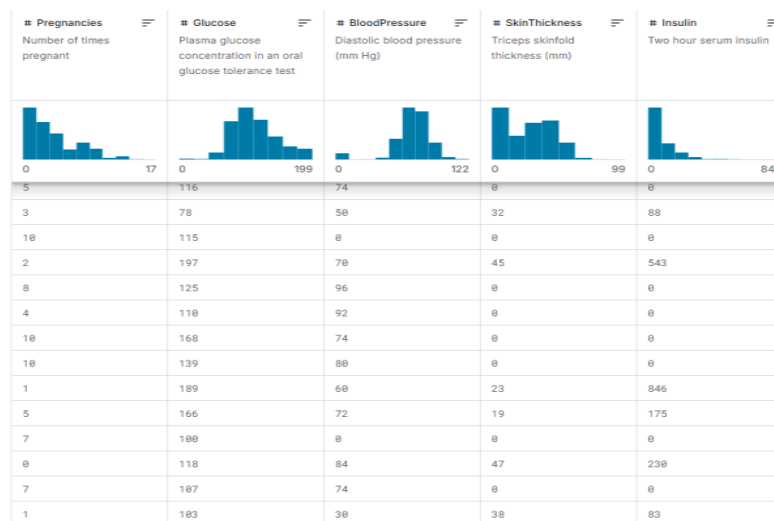 # Pregnancies # Glucose # BloodPressure # SkinThickness # Insulin
Number of times Plasma glucose Diastolic blood pressure Triceps skinfold Two hour serum insulin
pregnant concentration in an oral (mm Hg) thickness (mm)
glucose tolerance test
0 17 0 199 0 122 0 99 0 84
5 116 74 0 0
3 78 50 32 88
10 115 0 0 0
2 197 70 45 543
8 125 96 0 0
4 110 92 0 0
10 168 74 0 0
10 139 80 0 0
1 189 60 23 846
5 166 72 19 175
7 100 0 0 0
0 118 84 47 230
7 107 74 0 0
1 103 30 38 83